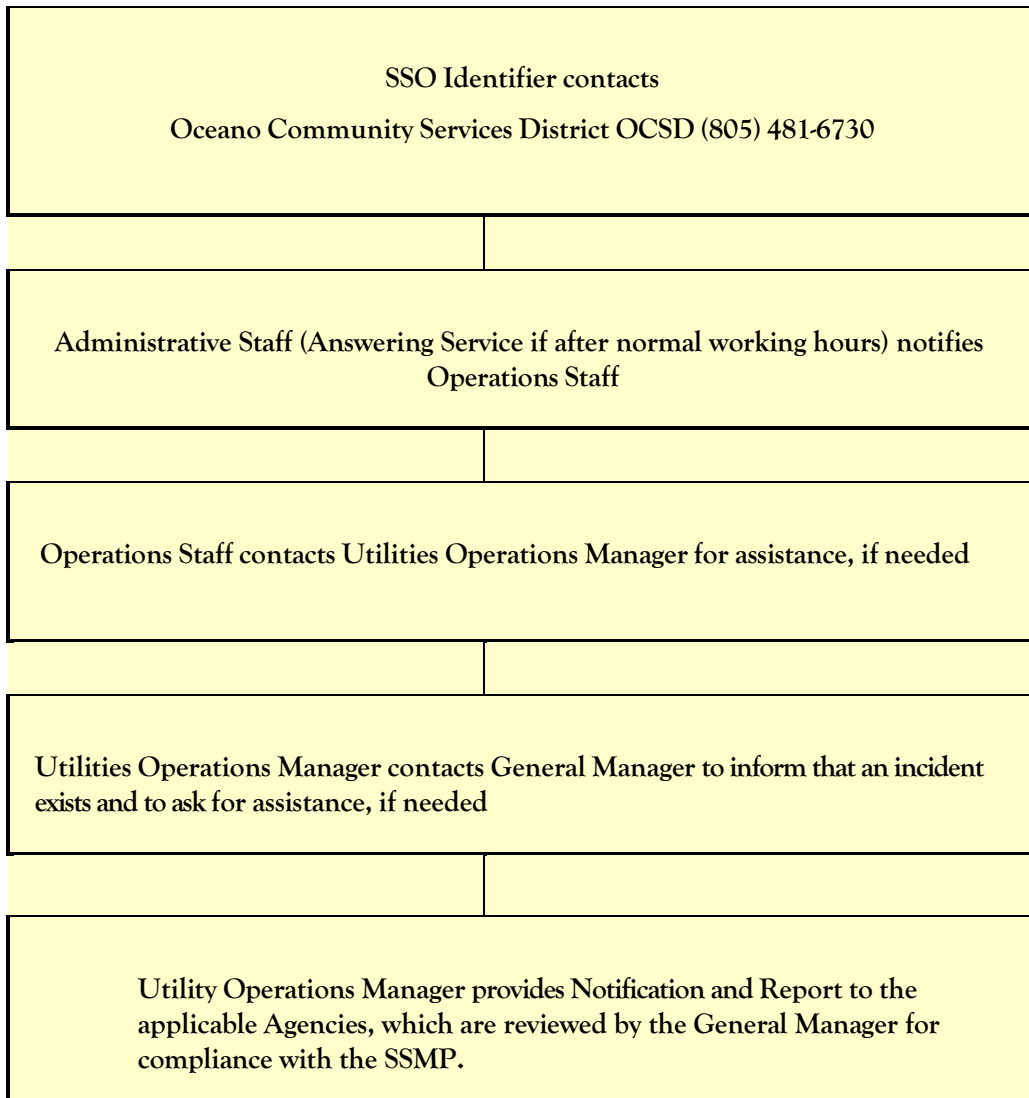 SSO Identifier contacts
Oceano Community Services District OCSD (805) 481-6730
Administrative Staff (Answering Service if after normal working hours) notifies
Operations Staff
Operations Staff contacts Utilities Operations Manager for assistance, if needed
Utilities Operations Manager contacts General Manager to inform that an incident
exists and to ask for assistance, if needed
Utility Operations Manager provides Notification and Report to the
applicable Agencies, which are reviewed by the General Manager for
compliance with the SSMP.